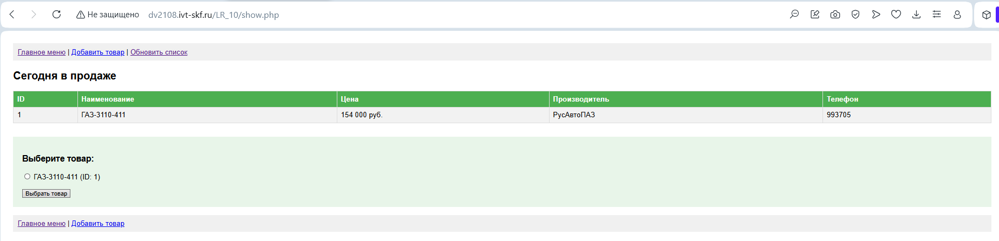 Не защищено dv2108.ivt-skf.ru/LR_10/show.php
Главное меню | Добавить товар | Обновить список
Сегодня в продаже
ID Наименование Цена Производитель Телефон
1 ГАЗ-3110-411 154 000 руб. РусАвтоПАЗ 993705
Выберите товар:
ГАЗ-3110-411 (ID: 1)
Выбрать товар
Главное меню | Добавить товар